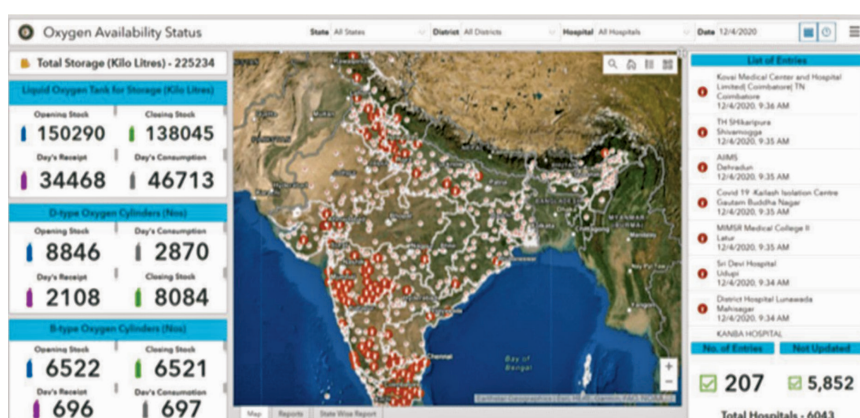 Oxygen Availability Status
State All States
District All Districts
Hospital All Hospitals
Date 12/4/2020
Total Storage (Kilo Litres) - 225234
Liquid Oxygen Tank for Storage (Kilo Litres)
Opening Stock Closing Stock
150290 138045
Day's Receipt Day's Consumption
34468 46713
D-type Oxygen Cylinders (Nos)
Opening Stock Day's Consumption
8846 2870
Day's Receipt Closing Stock
2108 8084
B-type Oxygen Cylinders (Nos)
Opening Stock Closing Stock
6522 6521
Day's Receipt Day's Consumption
696 697
BANGLADESH
MYANMAR
(BURMA)
Chennai
Bay of
Bengal
Map Reports State Wise Report
List of Entries
Kovai Medical Center and Hospital
Limited| Coimbatore| TN
Coimbatore
12/4/2020, 9:36 AM
TH SHikaripura
Shivamogga
12/4/2020, 9:35 AM
AIIMS
Dehradun
12/4/2020, 9:35 AM
Covid 19 -Kailash Isolation Centre
Gautam Buddha Nagar
12/4/2020, 9:35 AM
MIMSR Medical College II
Latur
12/4/2020, 9:35 AM
Sri Devi Hospital
Udupi
12/4/2020, 9:34 AM
District Hospital Lunawada
Mahisagar
12/4/2020, 9:34 AM
KANBA HOSPITAL
No. of Entries Not Updated
207 5,852
Total Hospitals - 6043